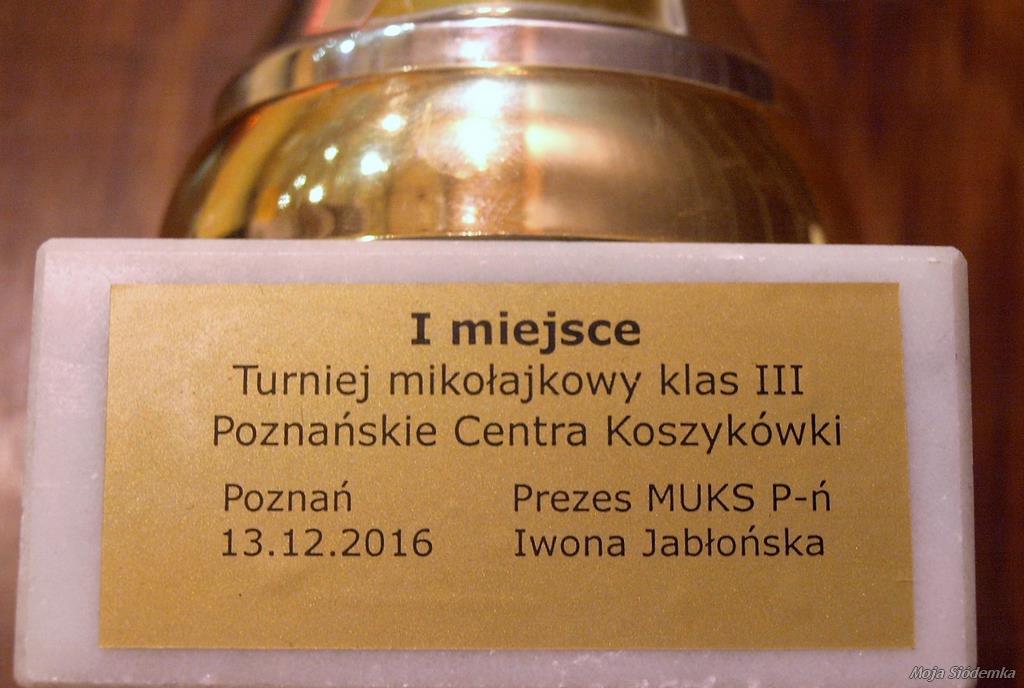 I miejsce
Turniej mikołajkowy klas III
Poznańskie Centra Koszykówki
Poznań Prezes MUKS P-ń
13.12.2016 Iwona Jabłońska
Moja Siódemka